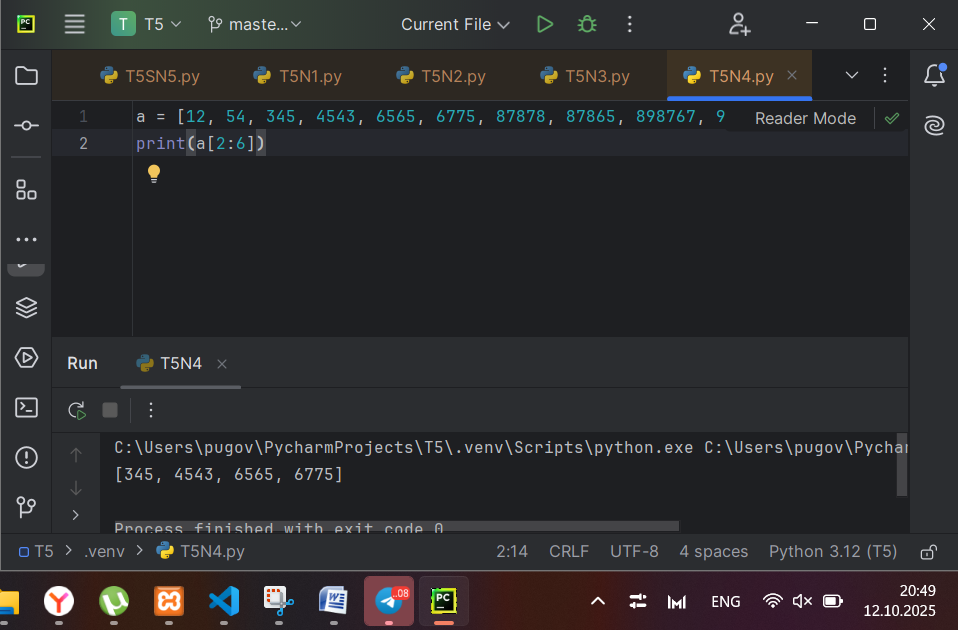 PC T T5 maste... Current File
T5SN5.py T5N1.py T5N2.py T5N3.py T5N4.py
1 a = [12, 54, 345, 4543, 6565, 6775, 87878, 87865, 898767, 9 Reader Mode
2 print(a[2:6])
Run T5N4
C:\Users\pugov\PycharmProjects\T5\.venv\Scripts\python.exe C:\Users\pugov\Pychar
[345, 4543, 6565, 6775]
Process finished with exit code 0
T5 > .venv > T5N4.py 2:14 CRLF UTF-8 4 spaces Python 3.12 (T5)
.08 PC ENG 20:49
12.10.2025